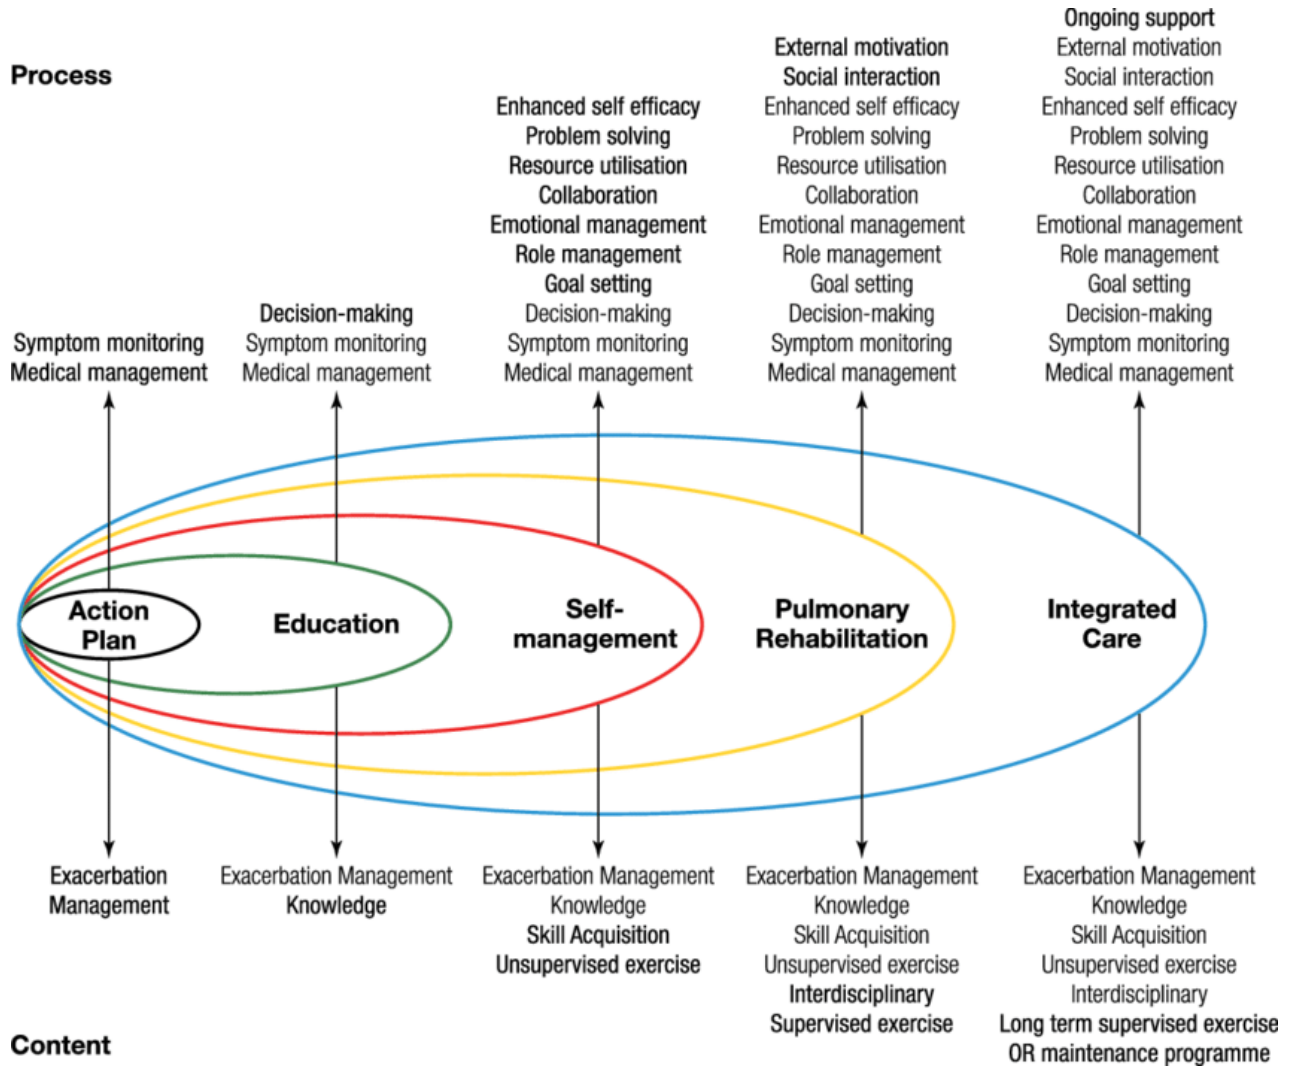 Process
Symptom monitoring
Medical management
Decision-making
Symptom monitoring
Medical management
Enhanced self efficacy
Problem solving
Resource utilisation
Collaboration
Emotional management
Role management
Goal setting
Decision-making
Symptom monitoring
Medical management
External motivation
Social interaction
Enhanced self efficacy
Problem solving
Resource utilisation
Collaboration
Emotional management
Role management
Goal setting
Decision-making
Symptom monitoring
Medical management
Ongoing support
External motivation
Social interaction
Enhanced self efficacy
Problem solving
Resource utilisation
Collaboration
Emotional management
Role management
Goal setting
Decision-making
Symptom monitoring
Medical management
Action
Plan
Education
Self-
management
Pulmonary
Rehabilitation
Integrated
Care
Exacerbation
Management
Exacerbation Management
Knowledge
Exacerbation Management
Knowledge
Skill Acquisition
Unsupervised exercise
Exacerbation Management
Knowledge
Skill Acquisition
Unsupervised exercise
Interdisciplinary
Supervised exercise
Exacerbation Management
Knowledge
Skill Acquisition
Unsupervised exercise
Interdisciplinary
Long term supervised exercise
OR maintenance programme
Content